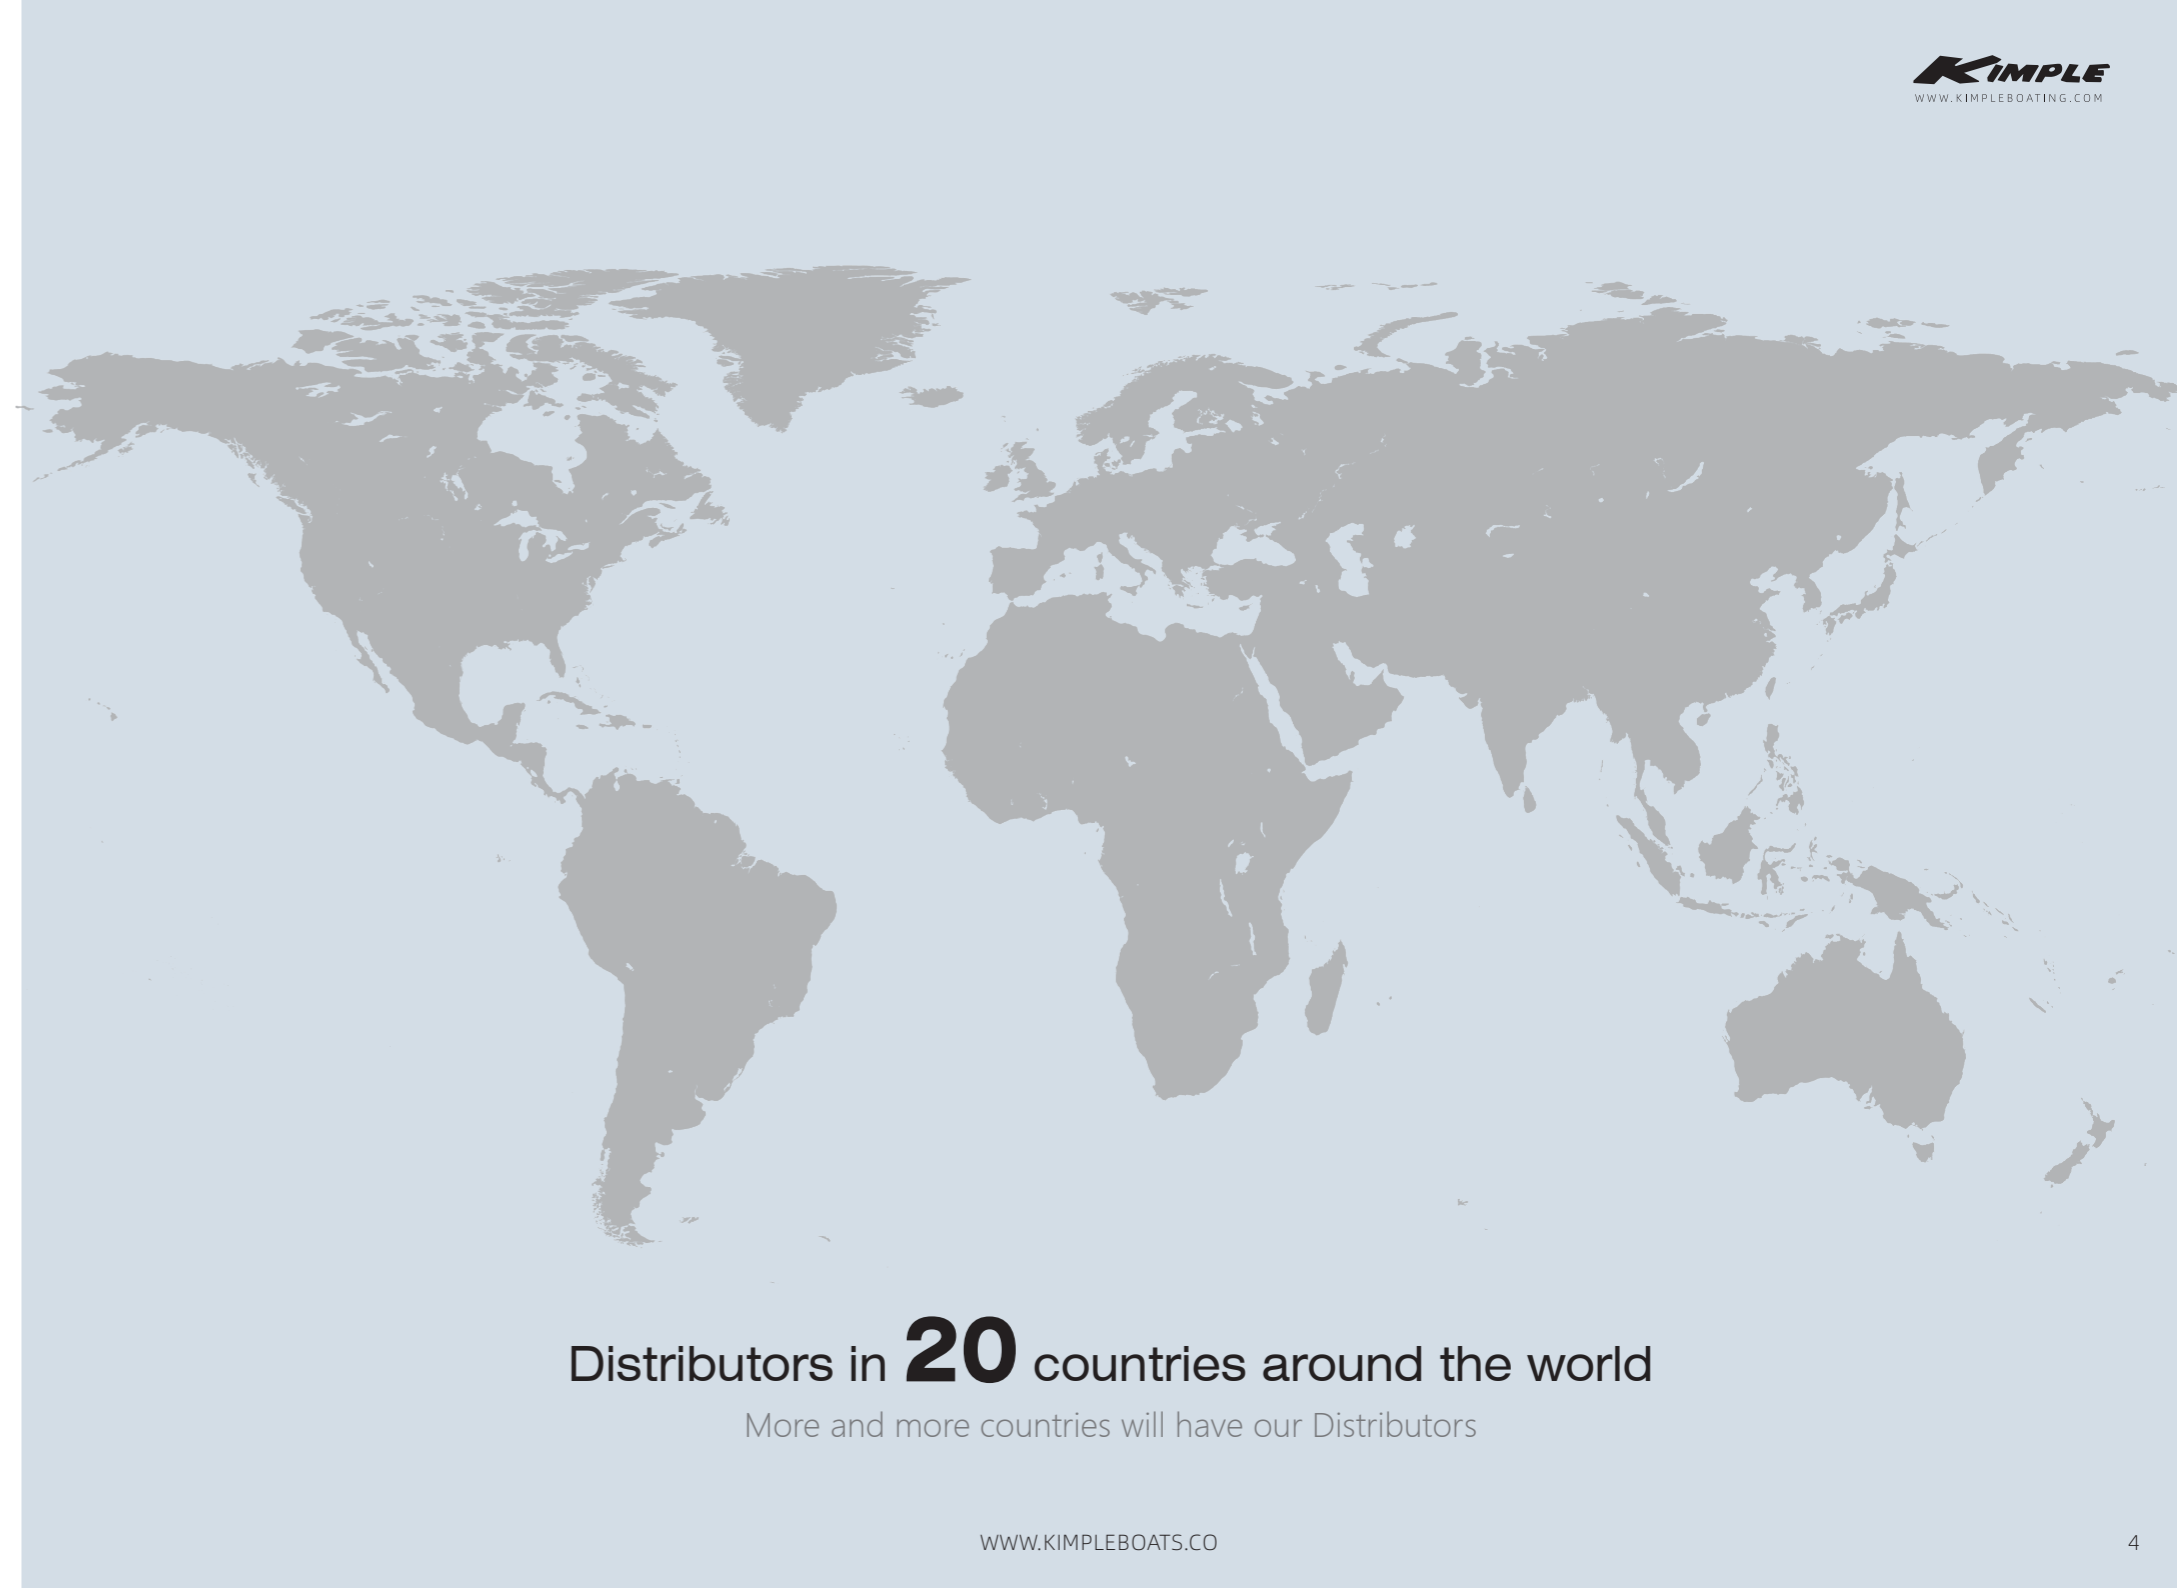 KIMPLE
WWW.KIMPLEBOATING.COM
Distributors in 20 countries around the world
More and more countries will have our Distributors
WWW.KIMPLEBOATS.CO
4